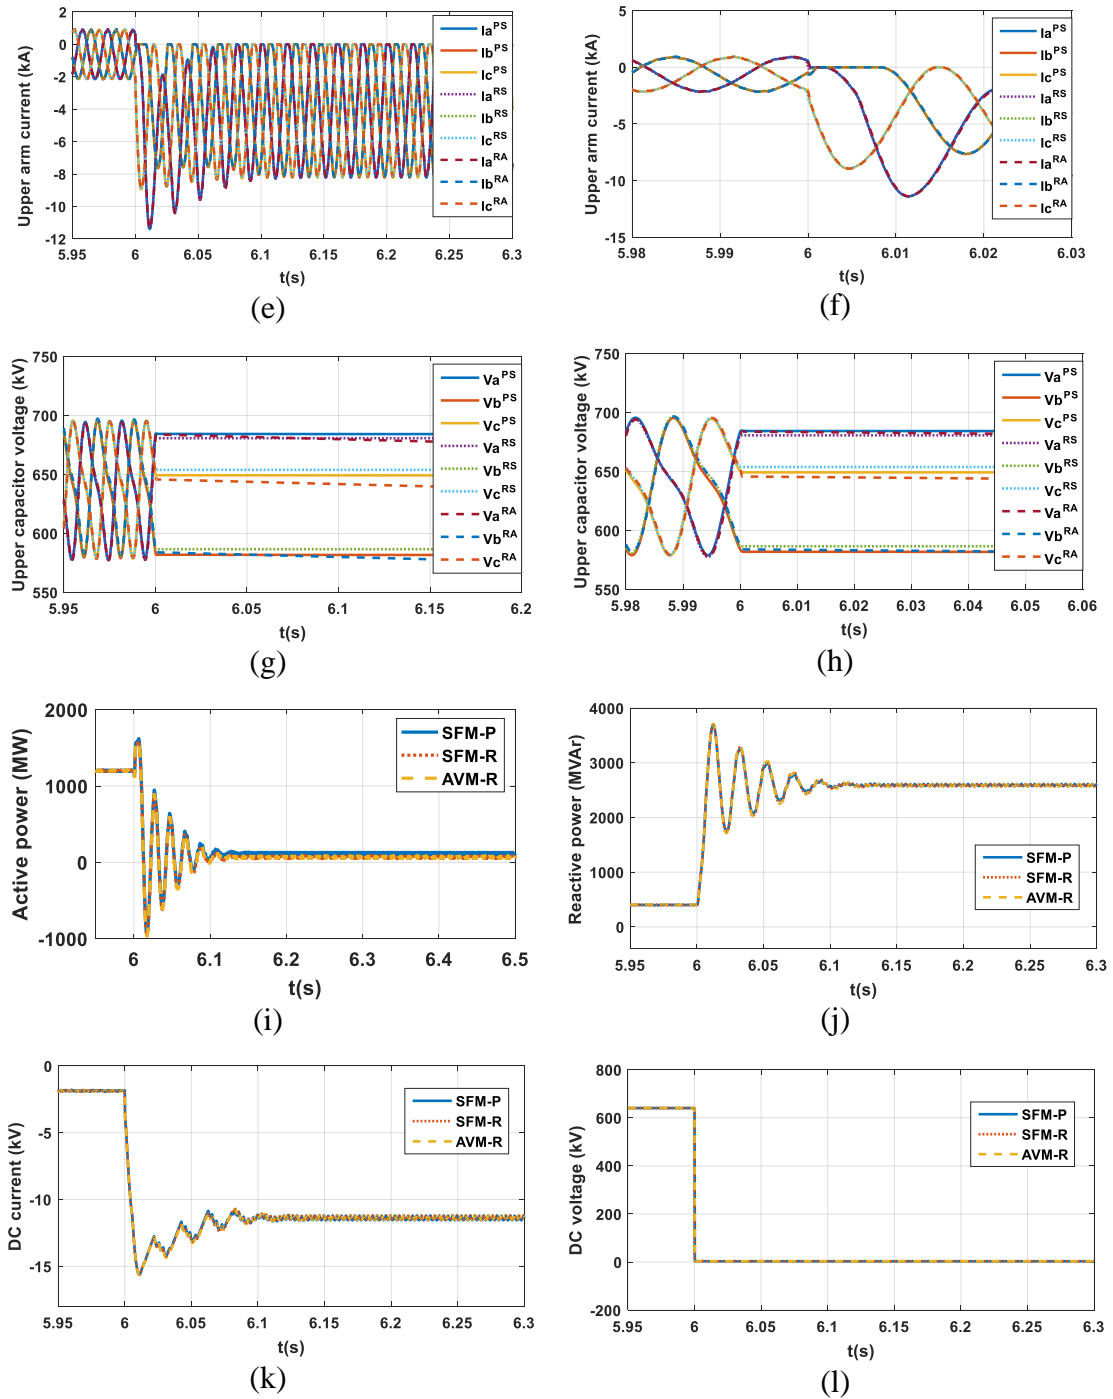 Upper arm current (kA)
2
0
-2
-4
-6
-8
-10
-12
5.95
6
6.05
6.1
6.15
6.2
6.25
6.3
t(s)
Ia^PS
Ib^PS
Ic^PS
Ia^RS
Ib^RS
Ic^RS
Ia^RA
Ib^RA
Ic^RA
(e)
Upper arm current (kA)
5
0
-5
-10
-15
5.98
5.99
6
6.01
6.02
6.03
t(s)
Ia^PS
Ib^PS
Ic^PS
Ia^RS
Ib^RS
Ic^RS
Ia^RA
Ib^RA
Ic^RA
(f)
Upper capacitor voltage (kV)
750
700
650
600
550
5.95
6
6.05
6.1
6.15
6.2
t(s)
Va^PS
Vb^PS
Vc^PS
Va^RS
Vb^RS
Vc^RS
Va^RA
Vb^RA
Vc^RA
(g)
Upper capacitor voltage (kV)
750
700
650
600
550
5.98
5.99
6
6.01
6.02
6.03
6.04
6.05
6.06
t(s)
Va^PS
Vb^PS
Vc^PS
Va^RS
Vb^RS
Vc^RS
Va^RA
Vb^RA
Vc^RA
(h)
Active power (MW)
2000
1000
0
-1000
6
6.1
6.2
6.3
6.4
6.5
t(s)
SFM-P
SFM-R
AVM-R
(i)
Reactive power (MVAr)
4000
3000
2000
1000
0
5.95
6
6.05
6.1
6.15
6.2
6.25
6.3
t(s)
SFM-P
SFM-R
AVM-R
(j)
DC current (kV)
0
-5
-10
-15
5.95
6
6.05
6.1
6.15
6.2
6.25
6.3
t(s)
SFM-P
SFM-R
AVM-R
(k)
DC voltage (kV)
800
600
400
200
0
-200
5.95
6
6.05
6.1
6.15
6.2
6.25
6.3
t(s)
SFM-P
SFM-R
AVM-R
(l)